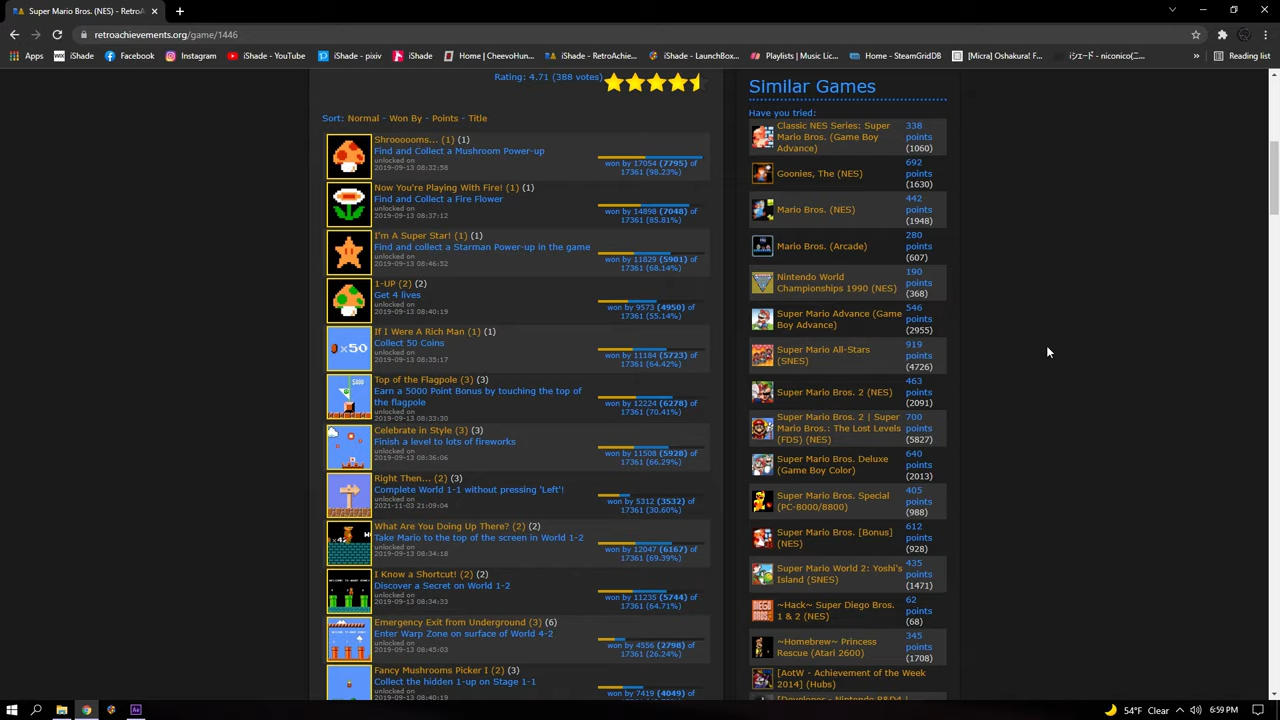 Super Mario Bros. (NES) - RetroA
retroachievements.org/game/1446
Apps
iShade
Facebook
Instagram
iShade - YouTube
iShade - pixiv
iShade
Home | CheevoHun...
iShade - RetroAchie...
iShade - LaunchBox...
Playlists | Music Lic...
Home - SteamGridDB
[Micra] Oshakura! F...
iシェード - niconico(ニ...
»
Reading list
Rating: 4.71 (388 votes)
Sort: Normal - Won By - Points - Title
Shroooooms... (1) (1)
Find and Collect a Mushroom Power-up
unlocked on
2019-09-13 08:32:58
won by 17054 (7795) of
17361 (98.23%)
Now You're Playing With Fire! (1) (1)
Find and Collect a Fire Flower
unlocked on
2019-09-13 08:37:12
won by 14898 (7048) of
17361 (85.81%)
I'm A Super Star! (1) (1)
Find and collect a Starman Power-up in the game
unlocked on
2019-09-13 08:46:52
won by 11829 (5901) of
17361 (68.14%)
1-UP (2) (2)
Get 4 lives
unlocked on
2019-09-13 08:40:19
won by 9573 (4950) of
17361 (55.14%)
×50
If I Were A Rich Man (1) (1)
Collect 50 Coins
unlocked on
2019-09-13 08:35:17
won by 11184 (5723) of
17361 (64.42%)
5000
Top of the Flagpole (3) (3)
Earn a 5000 Point Bonus by touching the top of
the flagpole
unlocked on
2019-09-13 08:33:30
won by 12224 (6278) of
17361 (70.41%)
Celebrate in Style (3) (3)
Finish a level to lots of fireworks
unlocked on
2019-09-13 08:36:06
won by 11508 (5928) of
17361 (66.29%)
Right Then... (2) (3)
Complete World 1-1 without pressing 'Left'!
unlocked on
2021-11-03 21:09:04
won by 5312 (3532) of
17361 (30.60%)
What Are You Doing Up There? (2) (2)
Take Mario to the top of the screen in World 1-2
unlocked on
2019-09-13 08:34:18
won by 12047 (6167) of
17361 (69.39%)
I Know a Shortcut! (2) (2)
Discover a Secret on World 1-2
unlocked on
2019-09-13 08:34:33
won by 11235 (5744) of
17361 (64.71%)
Emergency Exit from Underground (3) (6)
Enter Warp Zone on surface of World 4-2
unlocked on
2019-09-13 08:45:03
won by 4556 (2798) of
17361 (26.24%)
Fancy Mushrooms Picker I (2) (3)
Collect the hidden 1-up on Stage 1-1
unlocked on
2019-09-13 08:40:19
won by 7419 (4049) of
Similar Games
Have you tried:
Classic NES Series: Super
Mario Bros. (Game Boy
Advance)
338
points
(1060)
Goonies, The (NES)
692
points
(1630)
Mario Bros. (NES)
442
points
(1948)
Mario Bros. (Arcade)
280
points
(607)
Nintendo World
Championships 1990 (NES)
190
points
(368)
Super Mario Advance (Game
Boy Advance)
546
points
(2955)
Super Mario All-Stars
(SNES)
919
points
(4726)
Super Mario Bros. 2 (NES)
463
points
(2091)
Super Mario Bros. 2 | Super
Mario Bros.: The Lost Levels
(FDS) (NES)
700
points
(5827)
Super Mario Bros. Deluxe
(Game Boy Color)
640
points
(2013)
Super Mario Bros. Special
(PC-8000/8800)
405
points
(988)
Super Mario Bros. [Bonus]
(NES)
612
points
(928)
Super Mario World 2: Yoshi's
Island (SNES)
435
points
(1471)
~Hack~ Super Diego Bros.
1 & 2 (NES)
62
points
(68)
~Homebrew~ Princess
Rescue (Atari 2600)
345
points
(1708)
[AotW - Achievement of the Week
2014] (Hubs)
[Developer - Nintendo R&D4 |
54°F Clear
6:59 PM